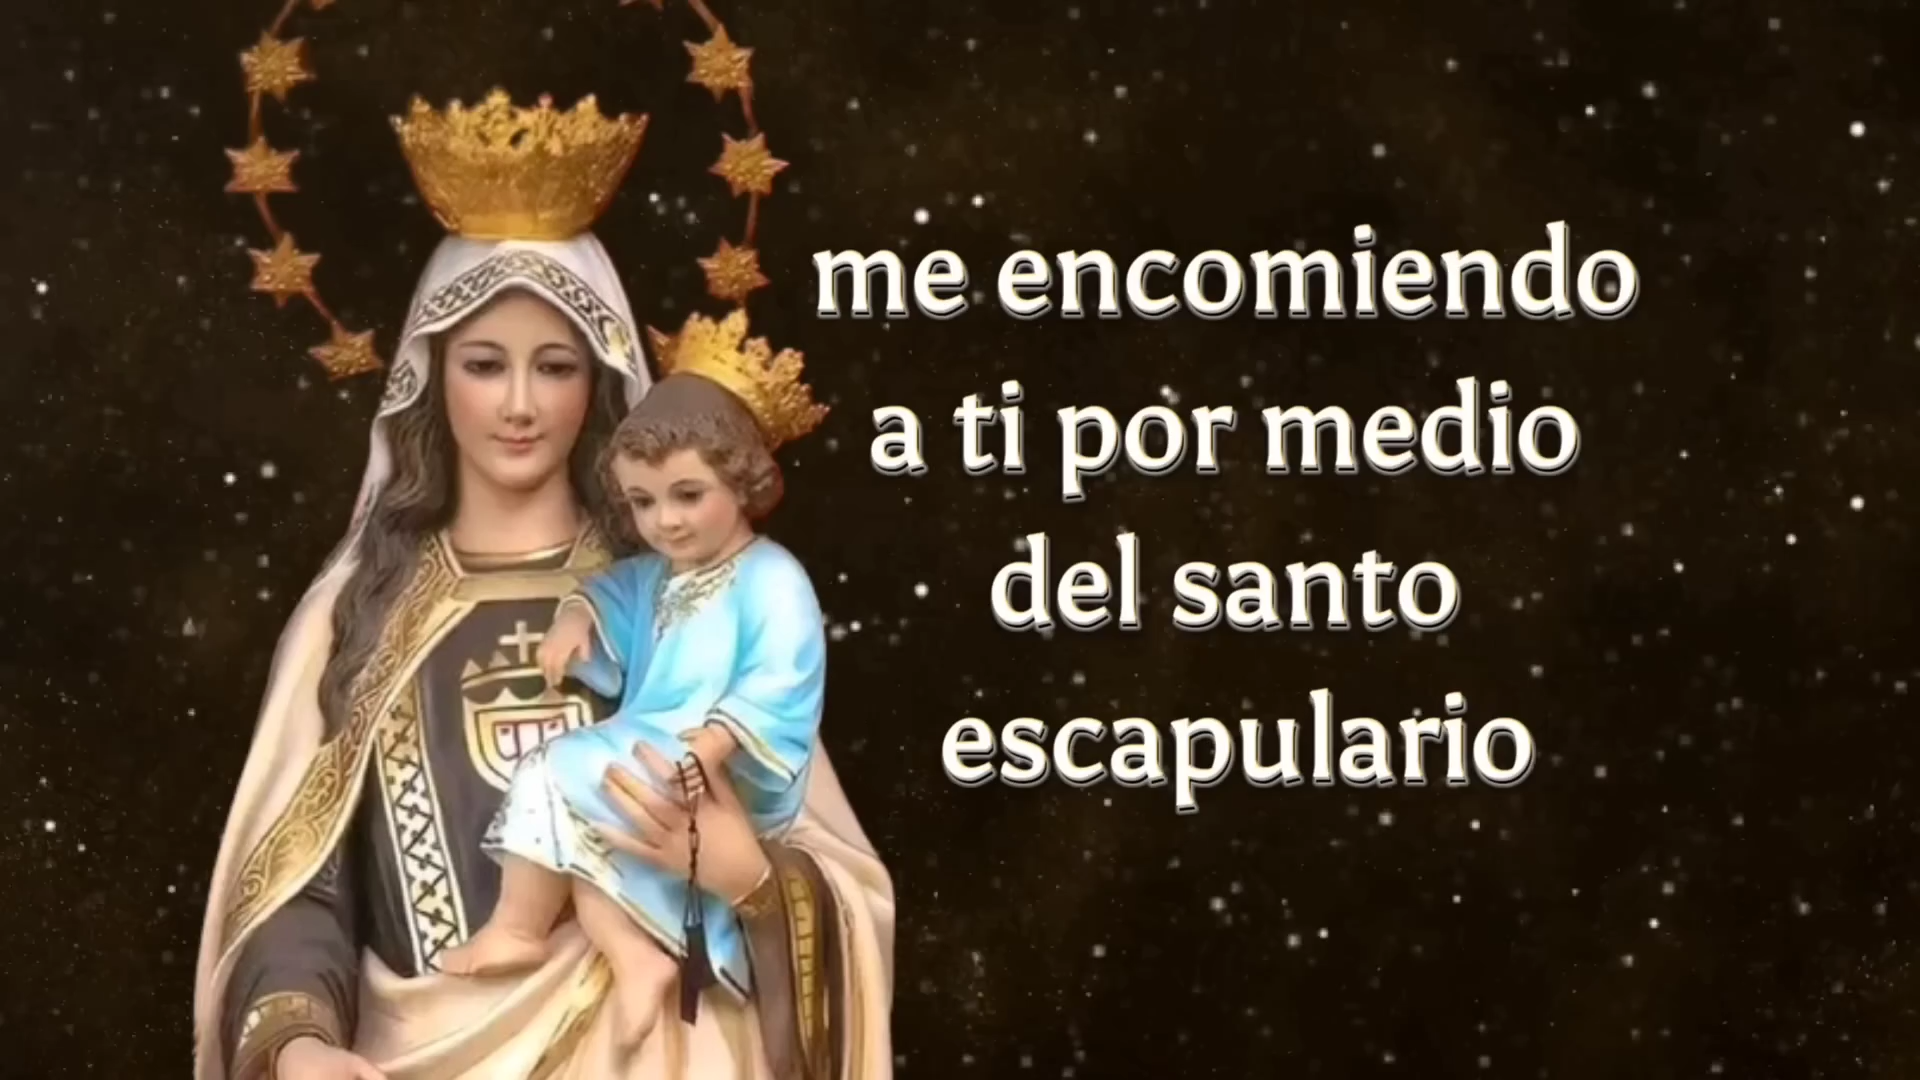 me encomiendo
a ti por medio
del santo
escapulario